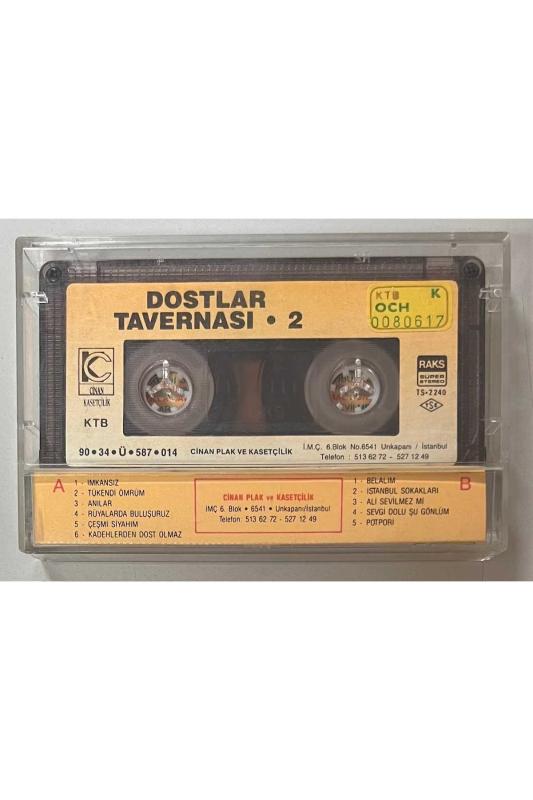 DOSTLAR
TAVERNASI • 2
KTB K
OCH
0080617
CİNAN
KASETÇİLİK
KTB
RAKS
SUPER
STEREO
TS-2240
TSE
90•34•Ü•587•014
CİNAN PLAK VE KASETÇİLİK
İ.M.Ç. 6.Blok No.6541 Unkapanı / İstanbul
Telefon : 513 62 72 - 527 12 49
A
1 - IMKANSIZ
2 - TÜKENDİ ÖMRÜM
3 - ANILAR
4 - RÜYALARDA BULUŞURUZ
5 - ÇEŞMİ SİYAHIM
6 - KADEHLERDEN DOST OLMAZ
CİNAN PLAK ve KASETÇİLİK
İMÇ 6. Blok • 6541 • Unkapanı/İstanbul
Telefon: 513 62 72 - 527 12 49
B
1 - BELALIM
2 - İSTANBUL SOKAKLARI
3 - ALİ SEVİLMEZ Mİ
4 - SEVGİ DOLU ŞU GÖNLÜM
5 - POTPORİ